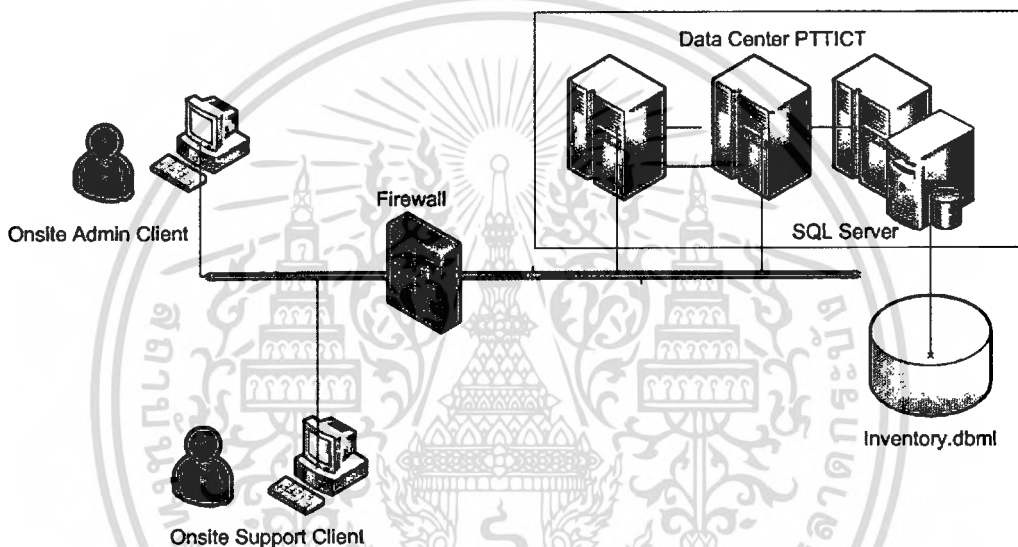 Data Center PTTICT
Firewall
Onsite Admin Client
SQL Server
Inventory.dbml
Onsite Support Client